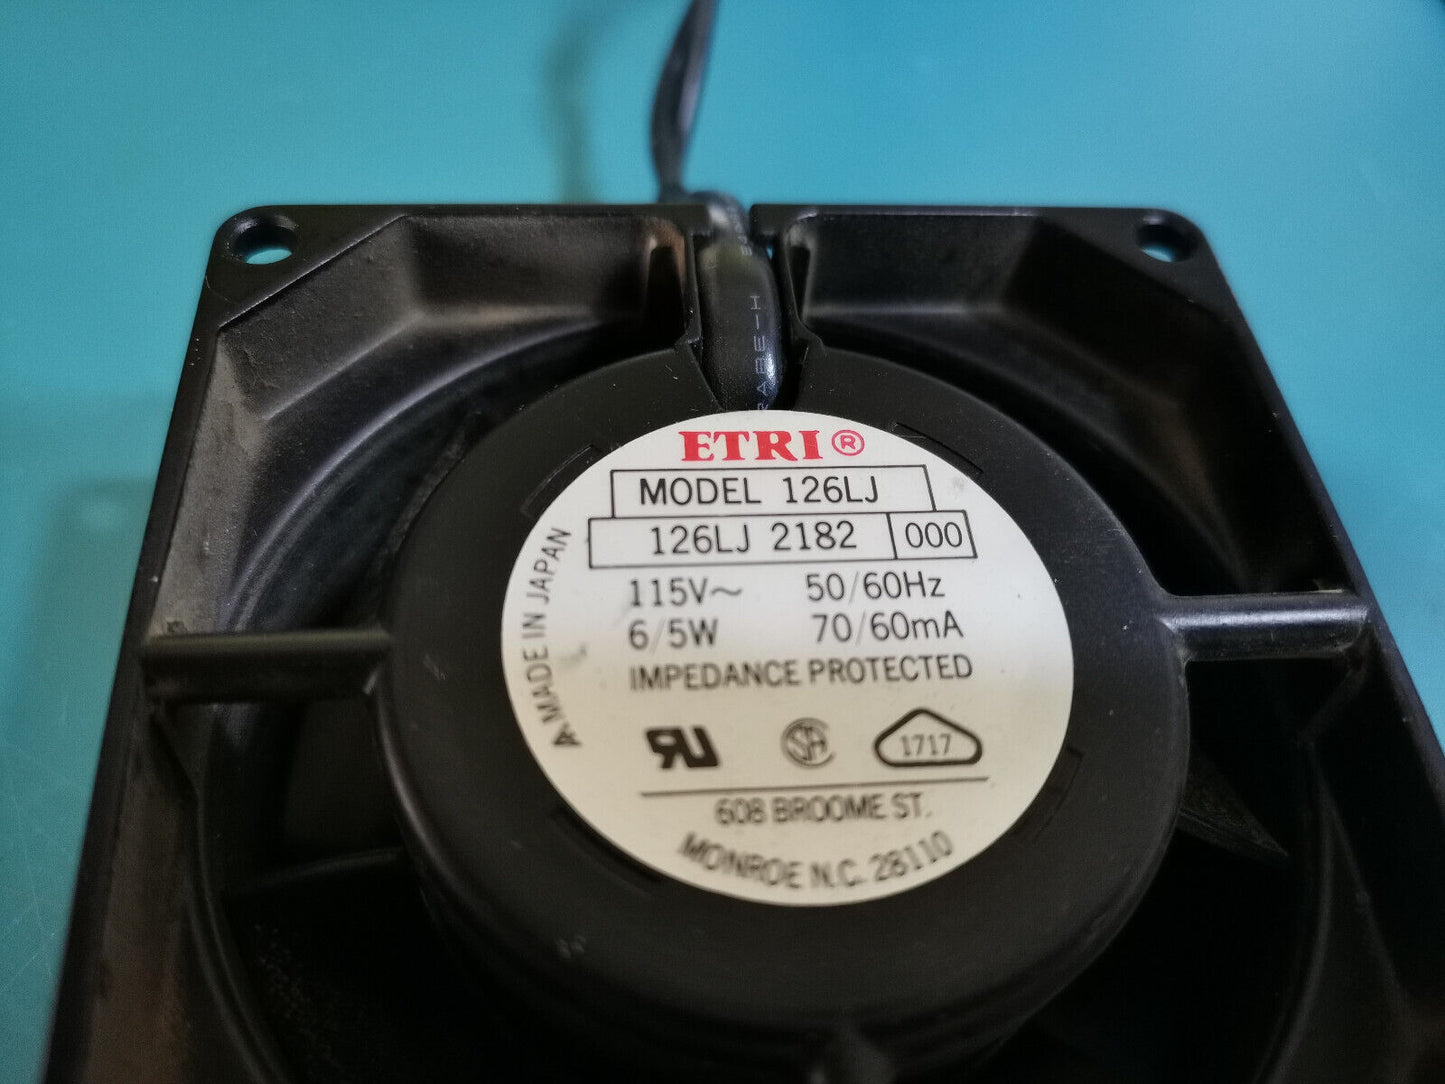 RABE-H
ETRI®
MODEL 126LJ
126LJ 2182 000
115V~ 50/60Hz
6/5W 70/60mA
IMPEDANCE PROTECTED
MADE IN JAPAN
1717
608 BROOME ST.
MONROE N.C. 28110